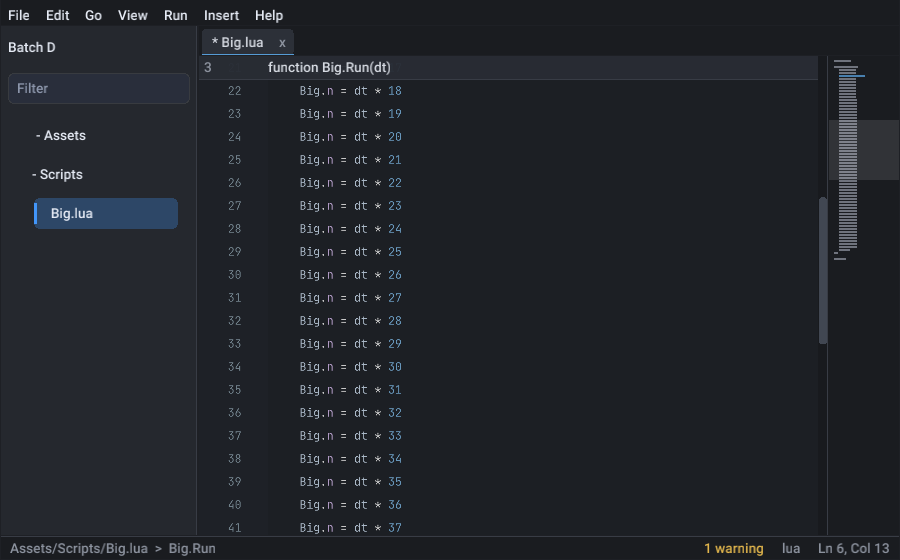 File Edit Go View Run Insert Help
Batch D
* Big.lua x
Filter
- Assets
- Scripts
Big.lua
3 function Big.Run(dt)
22 Big.n = dt * 18
23 Big.n = dt * 19
24 Big.n = dt * 20
25 Big.n = dt * 21
26 Big.n = dt * 22
27 Big.n = dt * 23
28 Big.n = dt * 24
29 Big.n = dt * 25
30 Big.n = dt * 26
31 Big.n = dt * 27
32 Big.n = dt * 28
33 Big.n = dt * 29
34 Big.n = dt * 30
35 Big.n = dt * 31
36 Big.n = dt * 32
37 Big.n = dt * 33
38 Big.n = dt * 34
39 Big.n = dt * 35
40 Big.n = dt * 36
41 Big.n = dt * 37
Assets/Scripts/Big.lua > Big.Run 1 warning lua Ln 6, Col 13